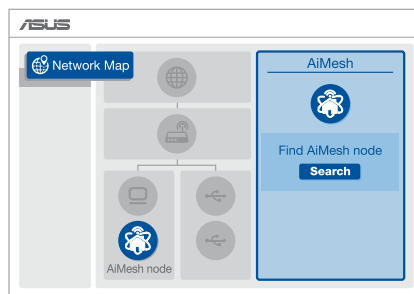 ASUS
Network Map
AiMesh
Find AiMesh node
Search
AiMesh node